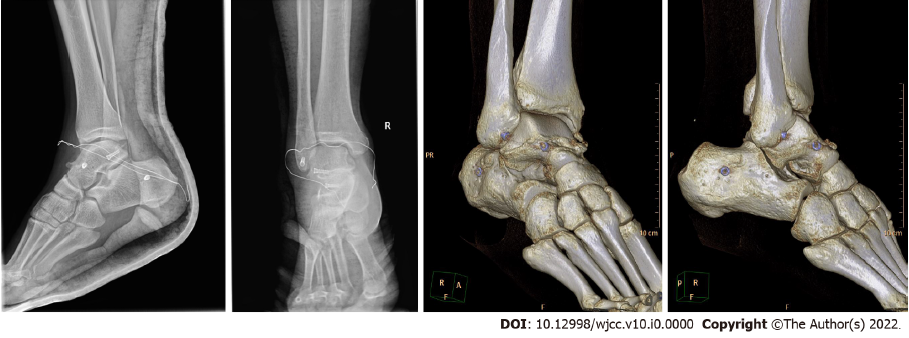 R
PR
10 cm
R A
F
F
P
10 cm
P R
F
F
DOI: 10.12998/wjcc.v10.i0.0000 Copyright ©The Author(s) 2022.